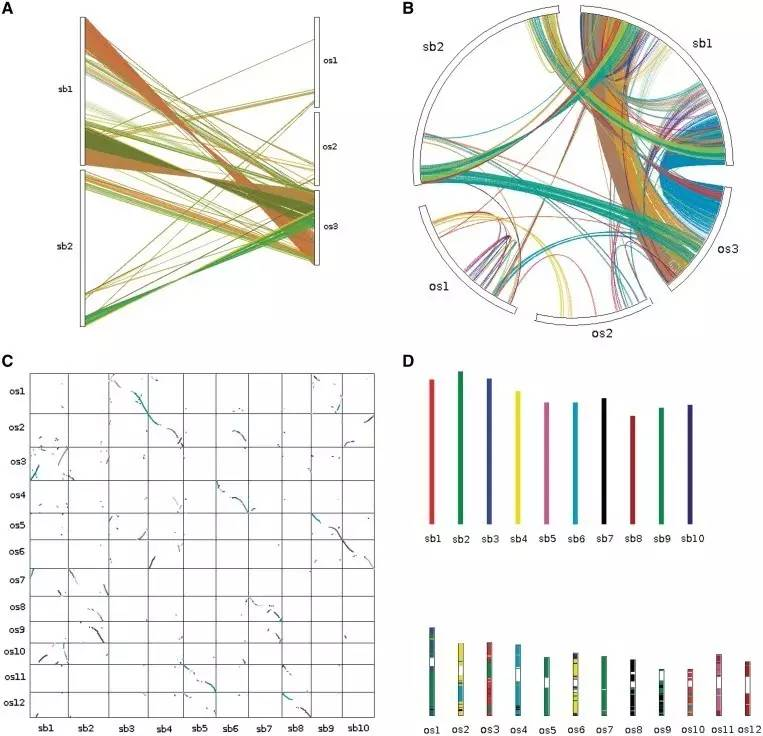 A
sb1
sb2
os1
os2
os3
B
sb2
sb1
os3
os1
os2
C
os1
os2
os3
os4
os5
os6
os7
os8
os9
os10
os11
os12
sb1 sb2 sb3 sb4 sb5 sb6 sb7 sb8 sb9 sb10
D
sb1 sb2 sb3 sb4 sb5 sb6 sb7 sb8 sb9 sb10
os1 os2 os3 os4 os5 os6 os7 os8 os9 os10 os11 os12